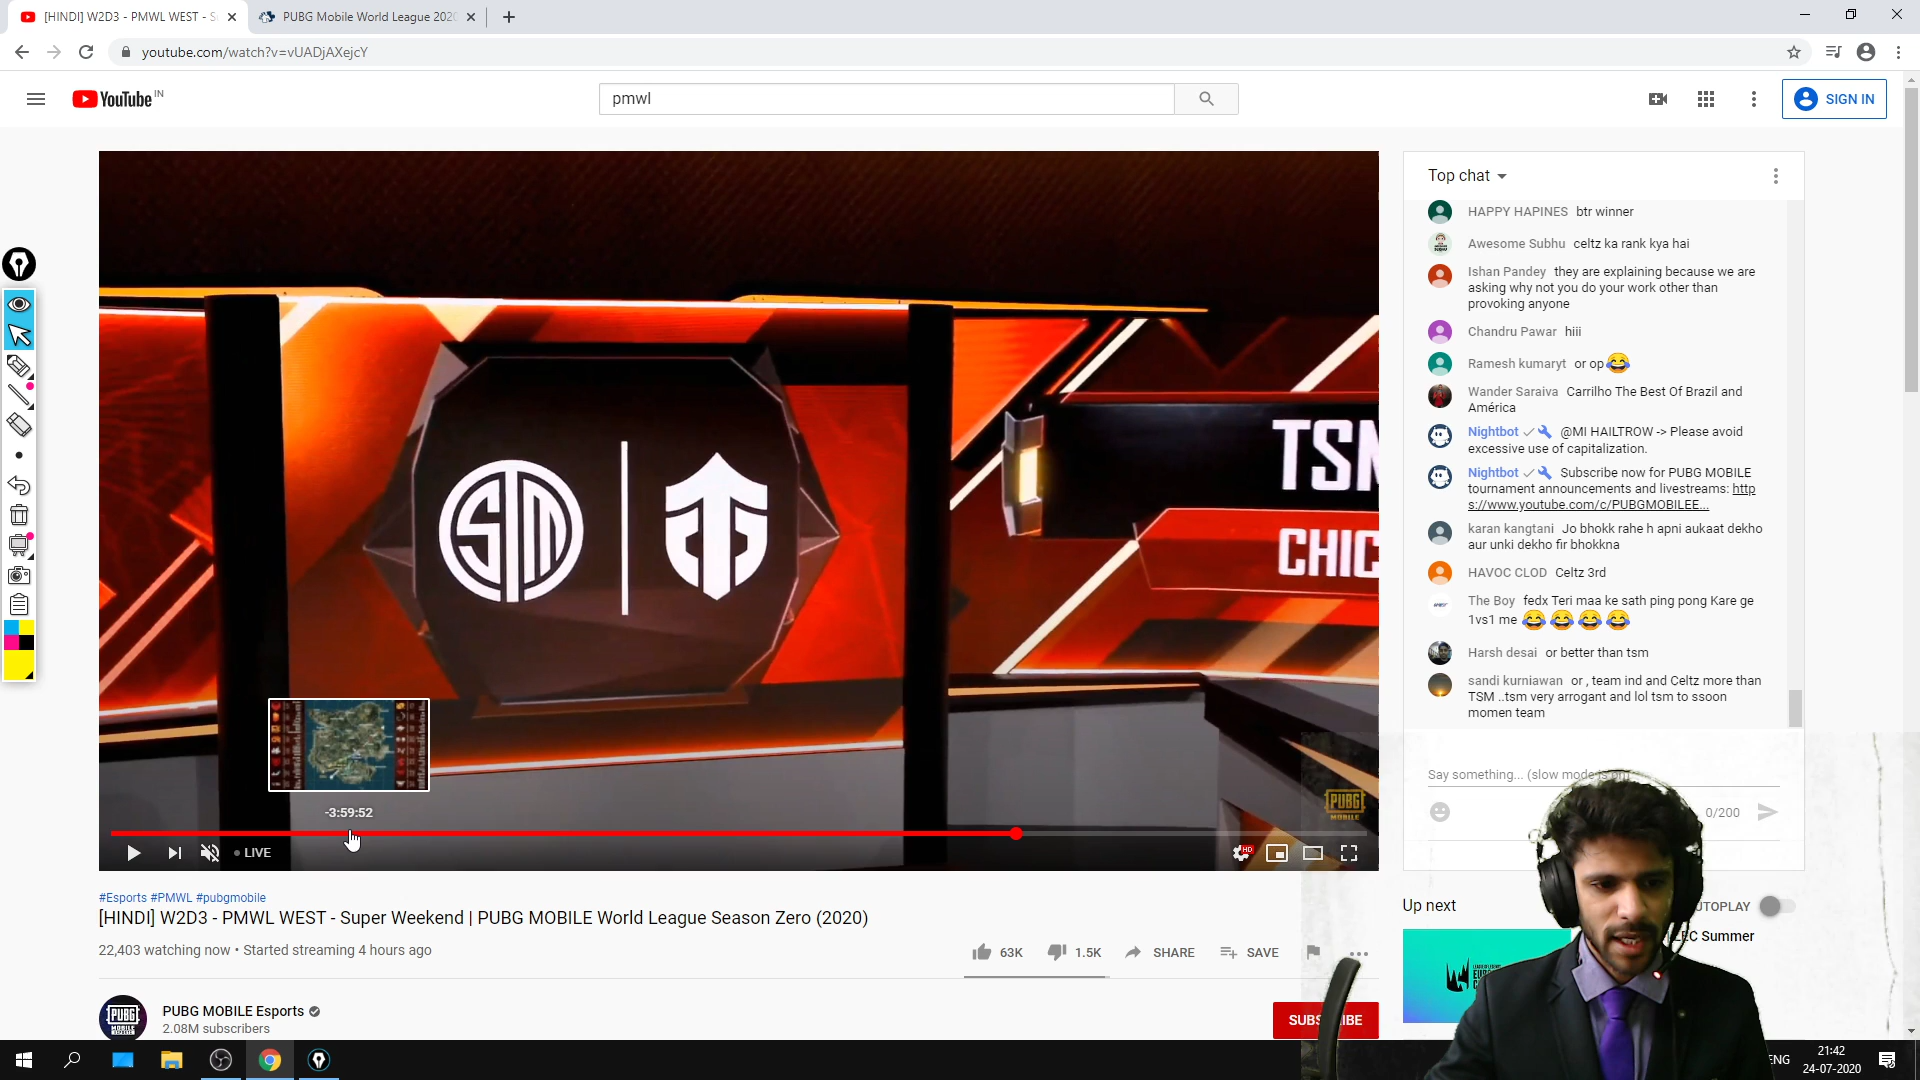 [HINDI] W2D3 - PMWL WEST - S
PUBG Mobile World League 2020
youtube.com/watch?v=vUADjAXejcY
YouTube IN
pmwl
SIGN IN
TSM
CHIC
PUBG
MOBILE
-3:59:52
LIVE
HD
Top chat
HAPPY HAPINES btr winner
Awesome Subhu celtz ka rank kya hai
Ishan Pandey they are explaining because we are
asking why not you do your work other than
provoking anyone
Chandru Pawar hiii
Ramesh kumaryt or op😂
Wander Saraiva Carrilho The Best Of Brazil and
América
Nightbot @MI HAILTROW -> Please avoid
excessive use of capitalization.
Nightbot Subscribe now for PUBG MOBILE
tournament announcements and livestreams: http
s://www.youtube.com/c/PUBGMOBILEE...
karan kangtani Jo bhokk rahe h apni aukaat dekho
aur unki dekho fir bhokkna
HAVOC CLOD Celtz 3rd
The Boy fedx Teri maa ke sath ping pong Kare ge
1vs1 me 😂😂😂😂
Harsh desai or better than tsm
sandi kurniawan or , team ind and Celtz more than
TSM ..tsm very arrogant and lol tsm to ssoon
momen team
Say something... (slow mode is on)
0/200
#Esports #PMWL #pubgmobile
[HINDI] W2D3 - PMWL WEST - Super Weekend | PUBG MOBILE World League Season Zero (2020)
22,403 watching now • Started streaming 4 hours ago
63K
1.5K
SHARE
SAVE
PUBG MOBILE Esports
2.08M subscribers
SUBSCRIBE
Up next
UTOPLAY
LEC Summer
ENG
21:42
24-07-2020